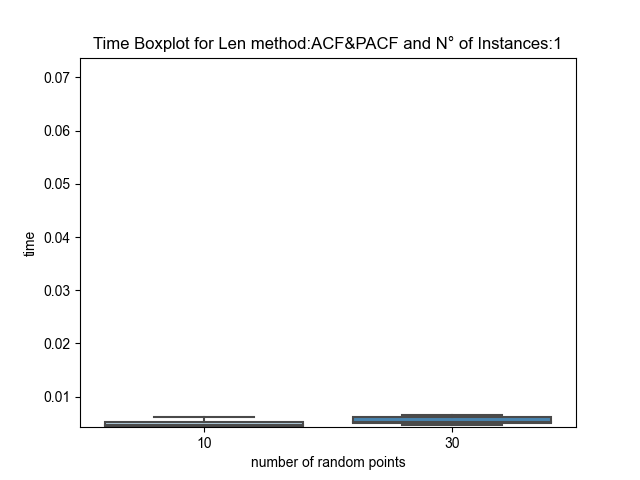 Time Boxplot for Len method:ACF&PACF and N° of Instances:1
0.07
0.06
0.05
0.04
0.03
0.02
0.01
time
10 30
number of random points